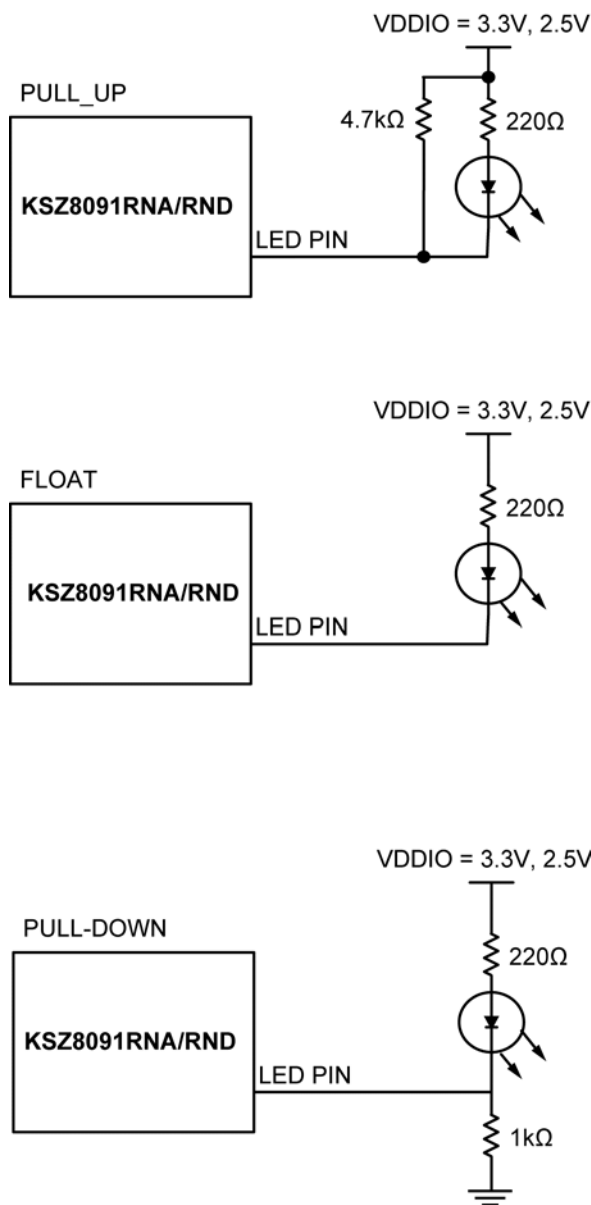 VDDIO = 3.3V, 2.5V
PULL_UP
4.7kΩ
220Ω
KSZ8091RNA/RND
LED PIN
VDDIO = 3.3V, 2.5V
FLOAT
220Ω
KSZ8091RNA/RND
LED PIN
VDDIO = 3.3V, 2.5V
PULL-DOWN
220Ω
KSZ8091RNA/RND
LED PIN
1kΩ